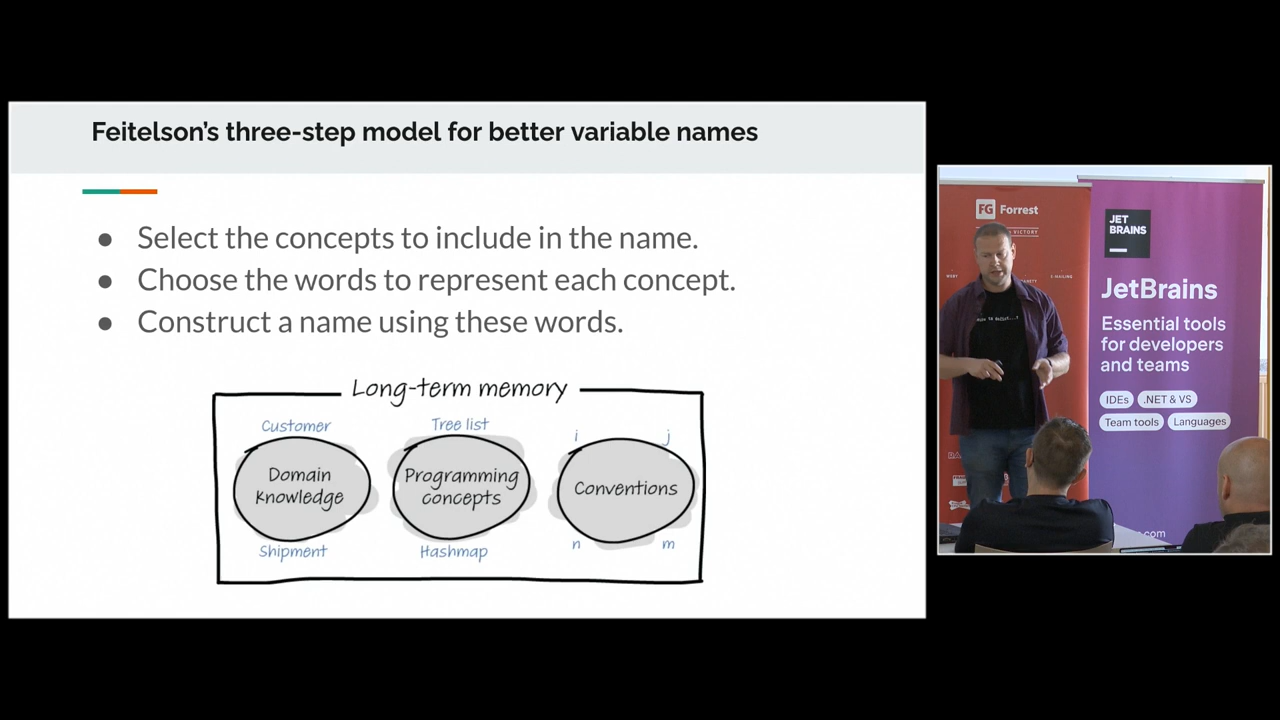 Feitelson's three-step model for better variable names
● Select the concepts to include in the name.
● Choose the words to represent each concept.
● Construct a name using these words.
Long-term memory
Customer
Tree list
i
j
Domain
knowledge
Programming
concepts
Conventions
Shipment
Hashmap
n
m
FG Forrest
VICTORY
E-MAILING
JET
BRAINS
JetBrains
Essential tools
for developers
and teams
IDEs
.NET & VS
Team tools
Languages
.com